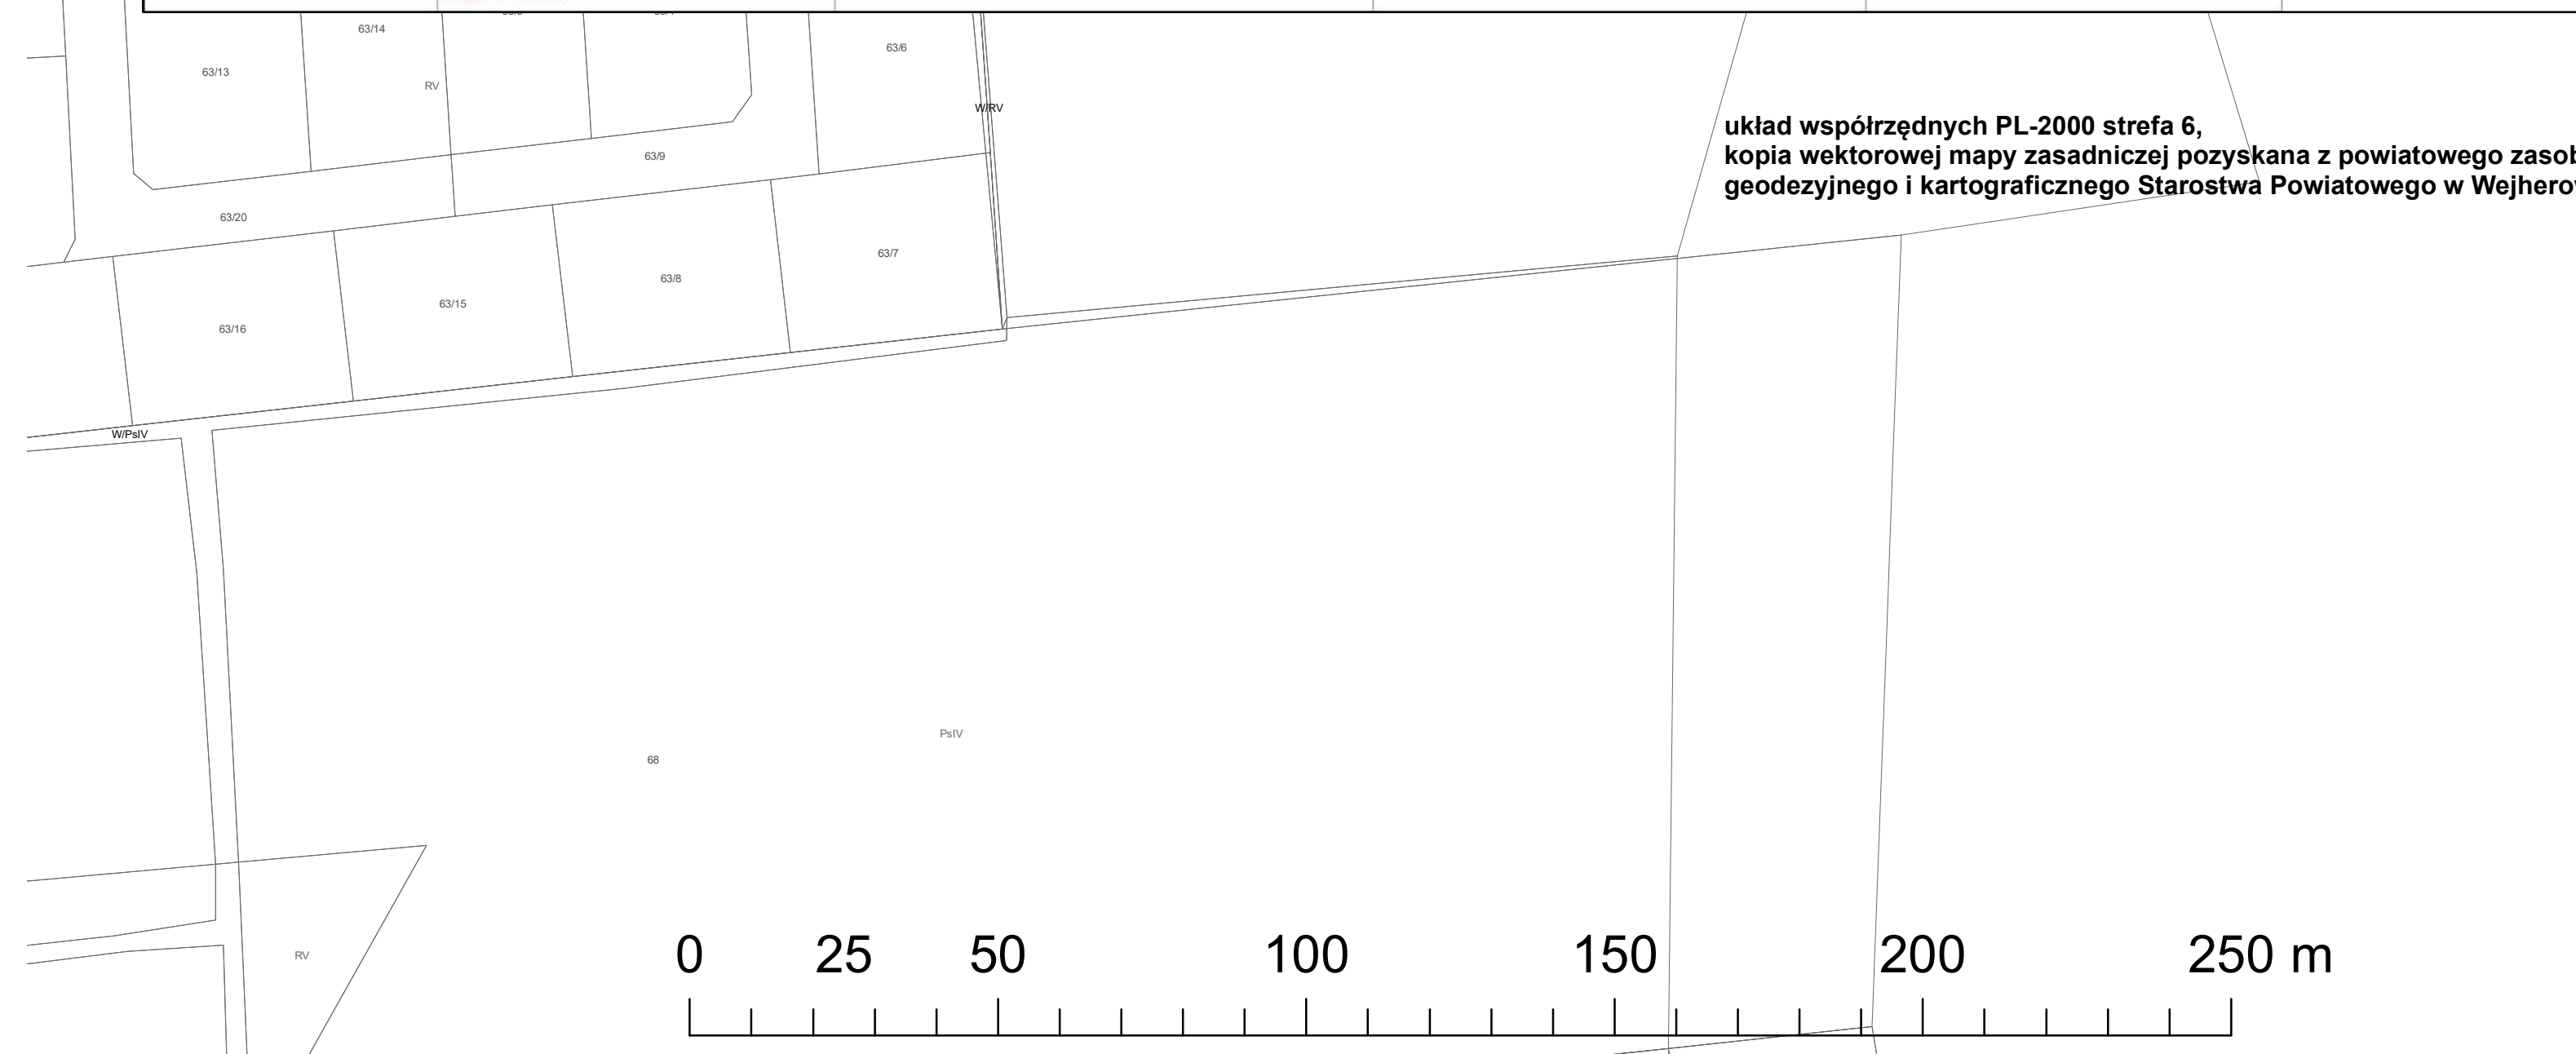 63/14
63/6
63/13
RV
W/RV
układ współrzędnych PL-2000 strefa 6,
kopia wektorowej mapy zasadniczej pozyskana z powiatowego
geodezyjnego i kartograficznego Starostwa Powiatowego w
63/9
63/20
63/7
63/8
63/15
63/16
W/PsIV
PsIV
68
RV
0 25 50 100 150 200 250 m